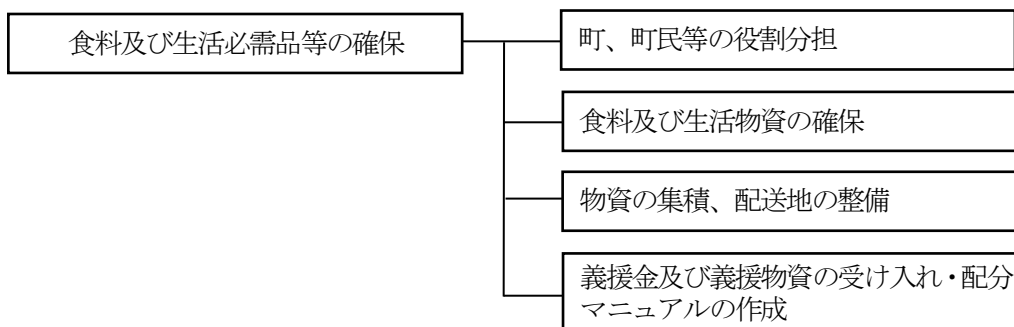 食料及び生活必需品等の確保
町、町民等の役割分担
食料及び生活物資の確保
物資の集積、配送地の整備
義援金及び義援物資の受け入れ・配分
マニュアルの作成